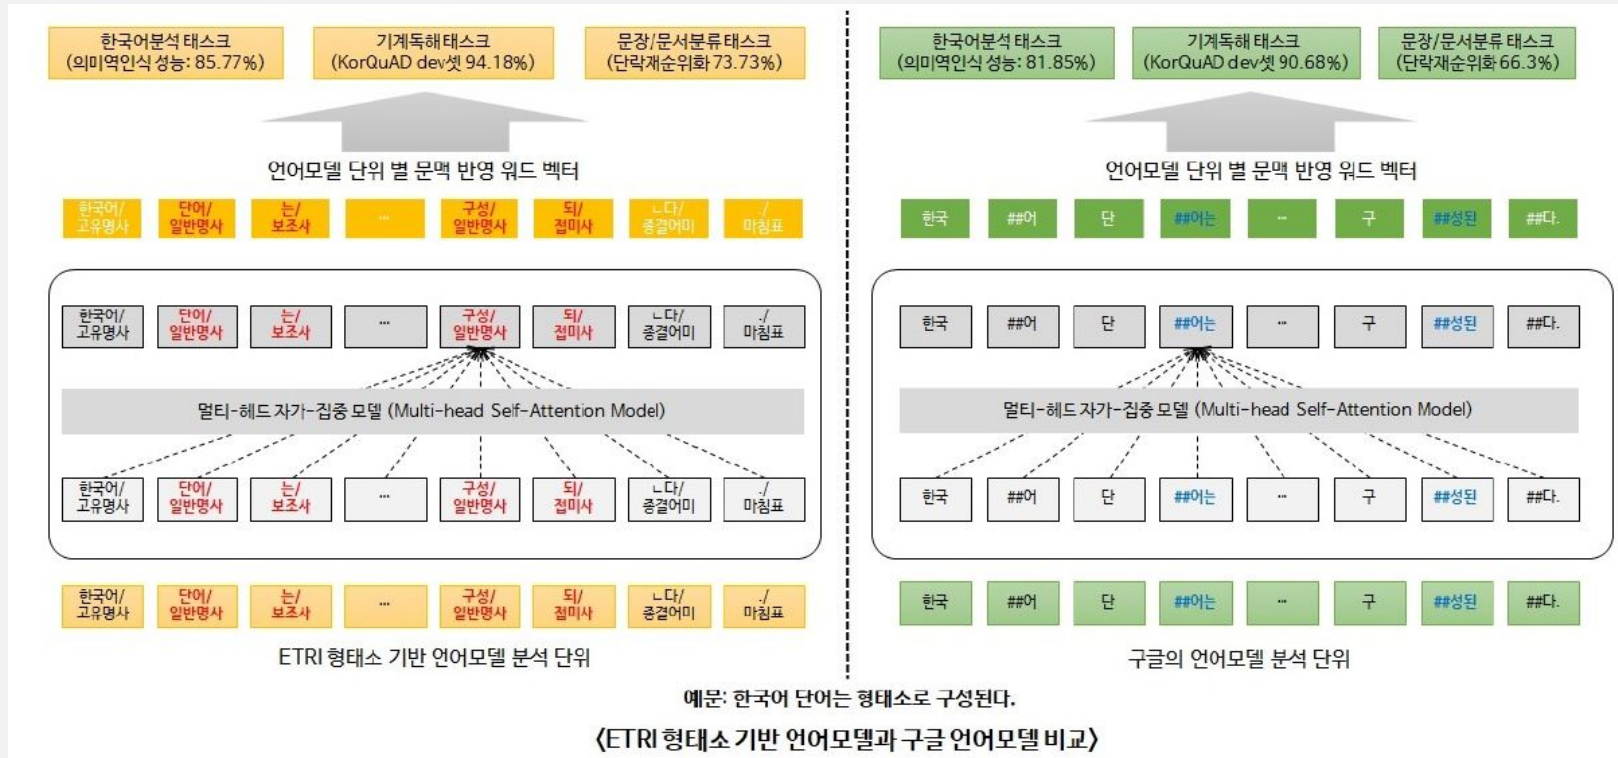 한국어분석 태스크
(의미역인식 성능: 85.77%)
기계독해 태스크
(KorQuAD dev셋 94.18%)
문장/문서분류 태스크
(단락재순위화 73.73%)
언어모델 단위 별 문맥 반영 워드 벡터
한국어/ 단어/ 는/ ... 구성/ 되/ ㄴ다/ ./
고유명사 일반명사 보조사 일반명사 접미사 종결어미 마침표
한국어/ 단어/ 는/ ... 구성/ 되/ ㄴ다/ ./
고유명사 일반명사 보조사 일반명사 접미사 종결어미 마침표
멀티-헤드 자가-집중 모델 (Multi-head Self-Attention Model)
한국어/ 단어/ 는/ ... 구성/ 되/ ㄴ다/ ./
고유명사 일반명사 보조사 일반명사 접미사 종결어미 마침표
한국어/ 단어/ 는/ ... 구성/ 되/ ㄴ다/ ./
고유명사 일반명사 보조사 일반명사 접미사 종결어미 마침표
ETRI 형태소 기반 언어모델 분석 단위
한국어분석 태스크
(의미역인식 성능: 81.85%)
기계독해 태스크
(KorQuAD dev셋 90.68%)
문장/문서분류 태스크
(단락재순위화 66.3%)
언어모델 단위 별 문맥 반영 워드 벡터
한국 ##어 단 ##어는 ... 구 ##성된 ##다.
한국 ##어 단 ##어는 ... 구 ##성된 ##다.
멀티-헤드 자가-집중 모델 (Multi-head Self-Attention Model)
한국 ##어 단 ##어는 ... 구 ##성된 ##다.
한국 ##어 단 ##어는 ... 구 ##성된 ##다.
구글의 언어모델 분석 단위
예문: 한국어 단어는 형태소로 구성된다.
〈ETRI 형태소 기반 언어모델과 구글 언어모델 비교〉